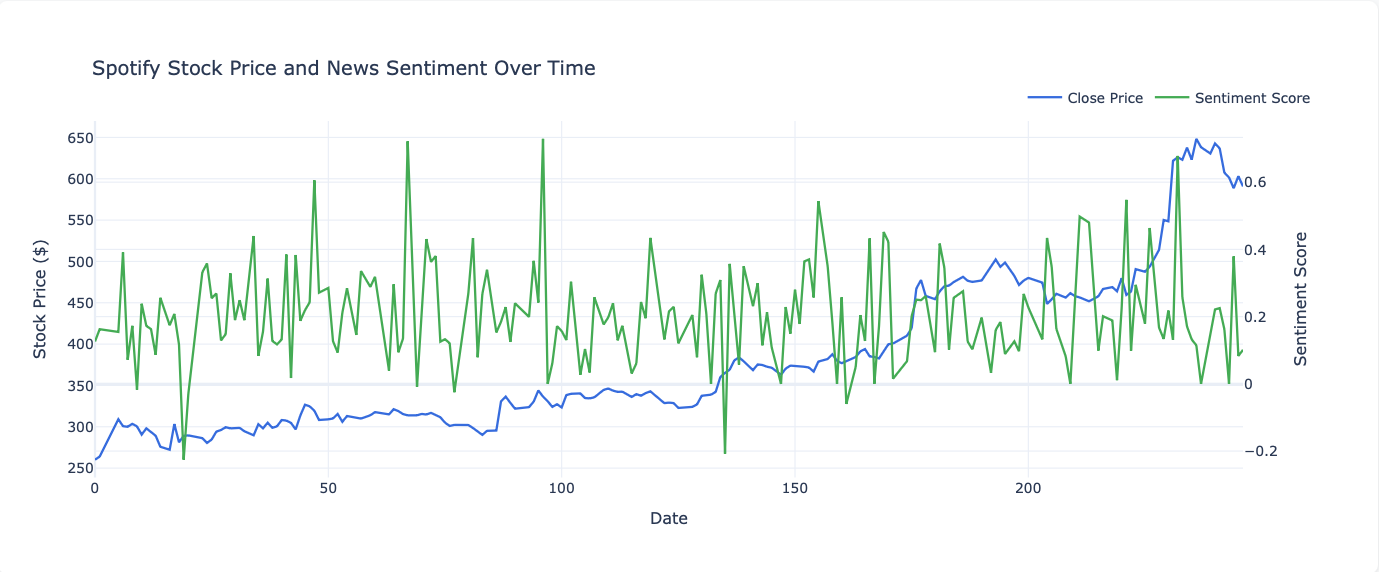 Spotify Stock Price and News Sentiment Over Time
Close Price Sentiment Score
650
600
550
500
450
400
350
300
250
Stock Price ($)
0.6
0.4
0.2
0
−0.2
Sentiment Score
0 50 100 150 200
Date